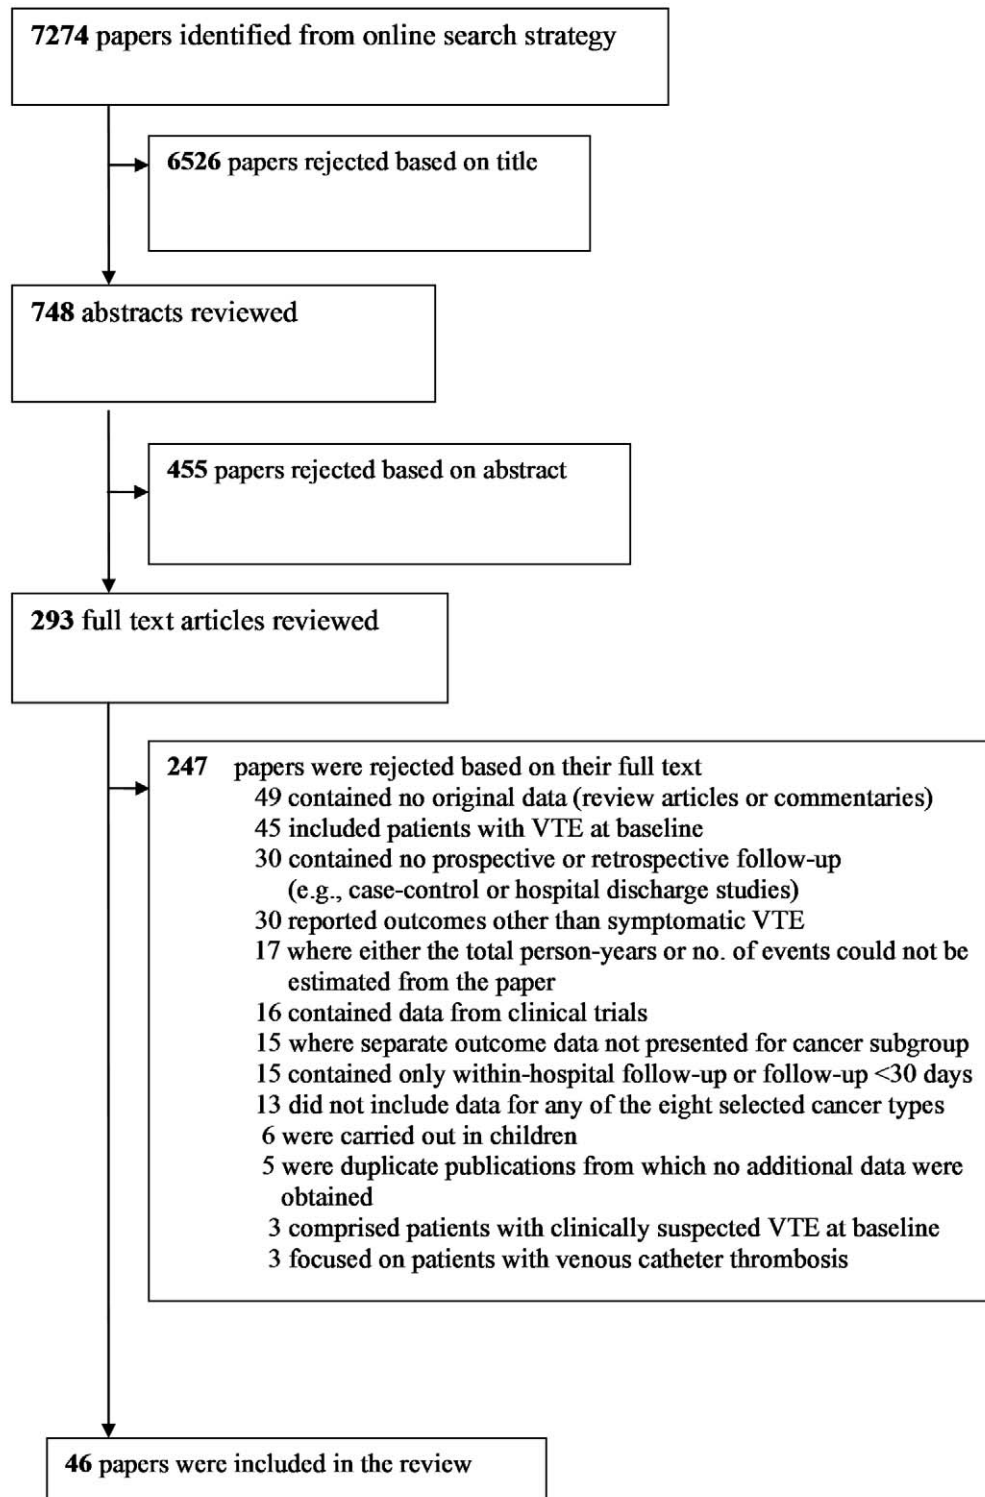 7274 papers identified from online search strategy
6526 papers rejected based on title
748 abstracts reviewed
455 papers rejected based on abstract
293 full text articles reviewed
247 papers were rejected based on their full text
49 contained no original data (review articles or commentaries)
45 included patients with VTE at baseline
30 contained no prospective or retrospective follow-up
(e.g., case-control or hospital discharge studies)
30 reported outcomes other than symptomatic VTE
17 where either the total person-years or no. of events could not be
estimated from the paper
16 contained data from clinical trials
15 where separate outcome data not presented for cancer subgroup
15 contained only within-hospital follow-up or follow-up <30 days
13 did not include data for any of the eight selected cancer types
6 were carried out in children
5 were duplicate publications from which no additional data were
obtained
3 comprised patients with clinically suspected VTE at baseline
3 focused on patients with venous catheter thrombosis
46 papers were included in the review